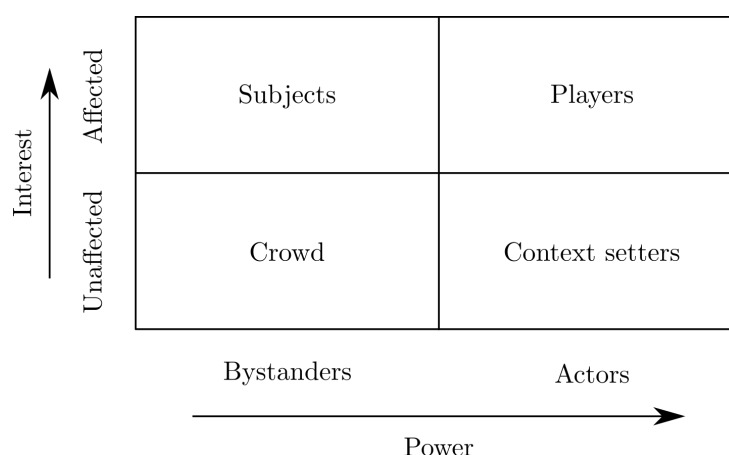 Interest
Affected
Subjects
Players
Unaffected
Crowd
Context setters
Bystanders
Actors
Power